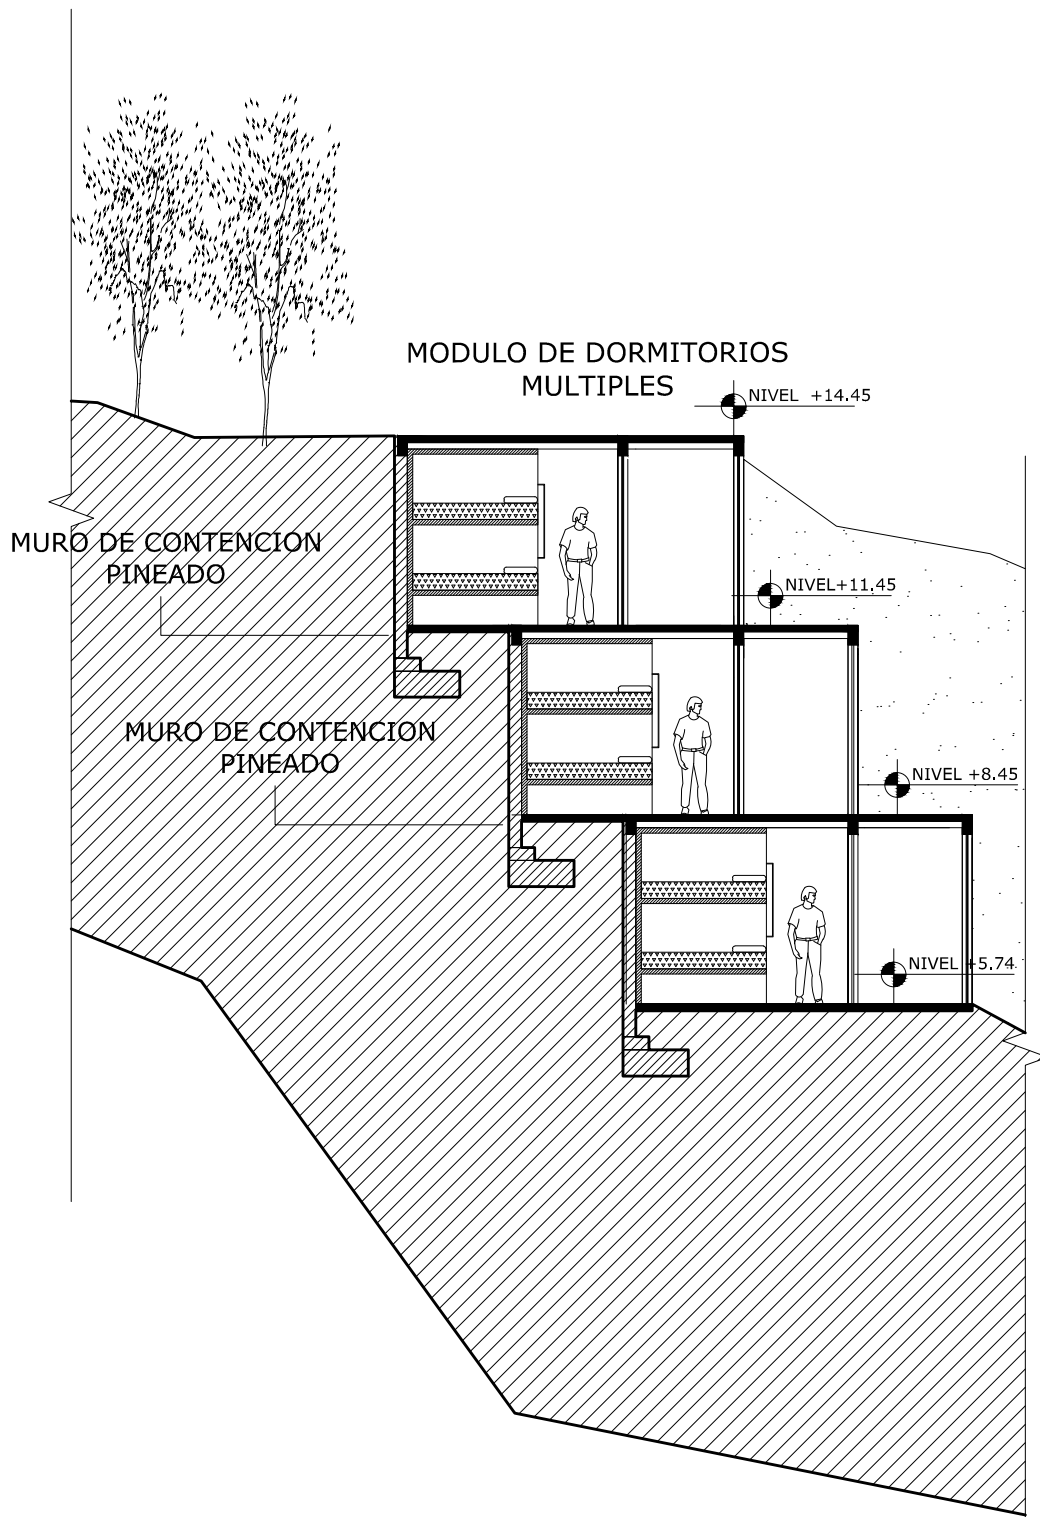 MODULO DE DORMITORIOS
MULTIPLES
NIVEL +14.45
MURO DE CONTENCION
PINEADO
NIVEL+11.45
MURO DE CONTENCION
PINEADO
NIVEL +8.45
NIVEL +5.74